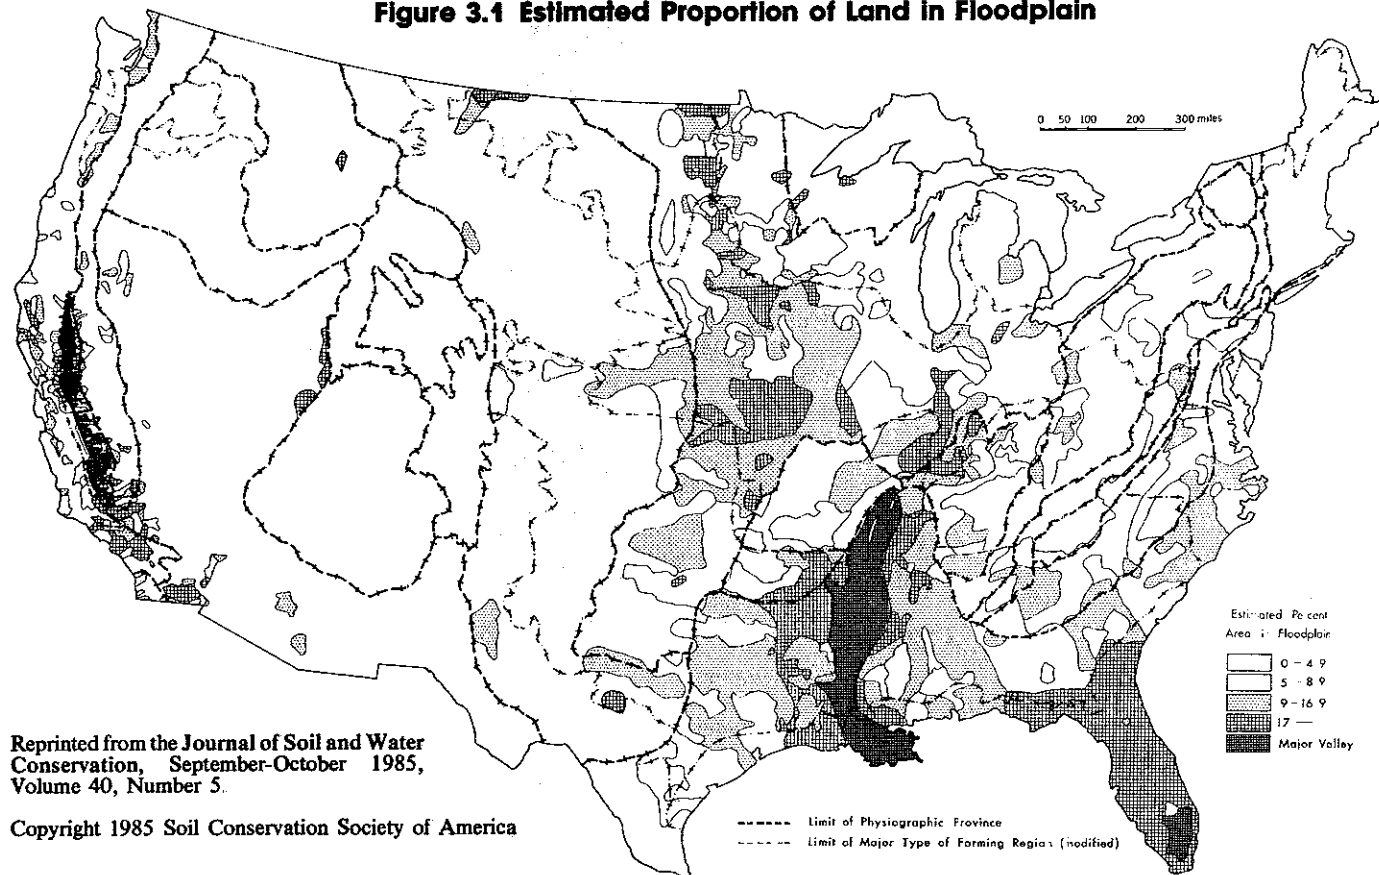 Figure 3.1 Estimated Proportion of Land in Floodplain
0 50 100 200 300 miles
Estimated Percent
Area in Floodplain
0 - 4 9
5 - 8 9
9 - 16 9
17 —
Major Valley
Reprinted from the Journal of Soil and Water
Conservation, September-October 1985,
Volume 40, Number 5.
Copyright 1985 Soil Conservation Society of America
Limit of Physiographic Province
Limit of Major Type of Forming Region (modified)